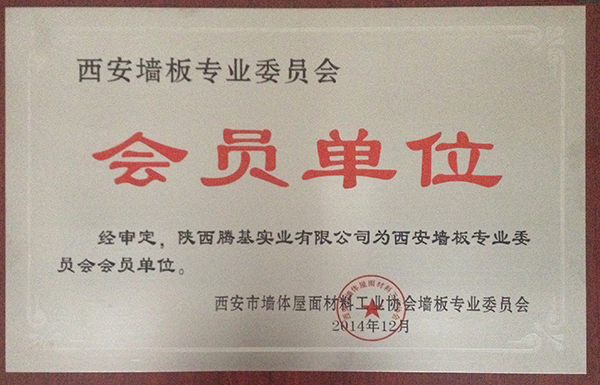 西安墙板专业委员会
会员单位
经审定，陕西腾基实业有限公司为西安墙板专业委
员会会员单位。
西安市墙体屋面材料工业协会墙板专业委员会
2014年12月